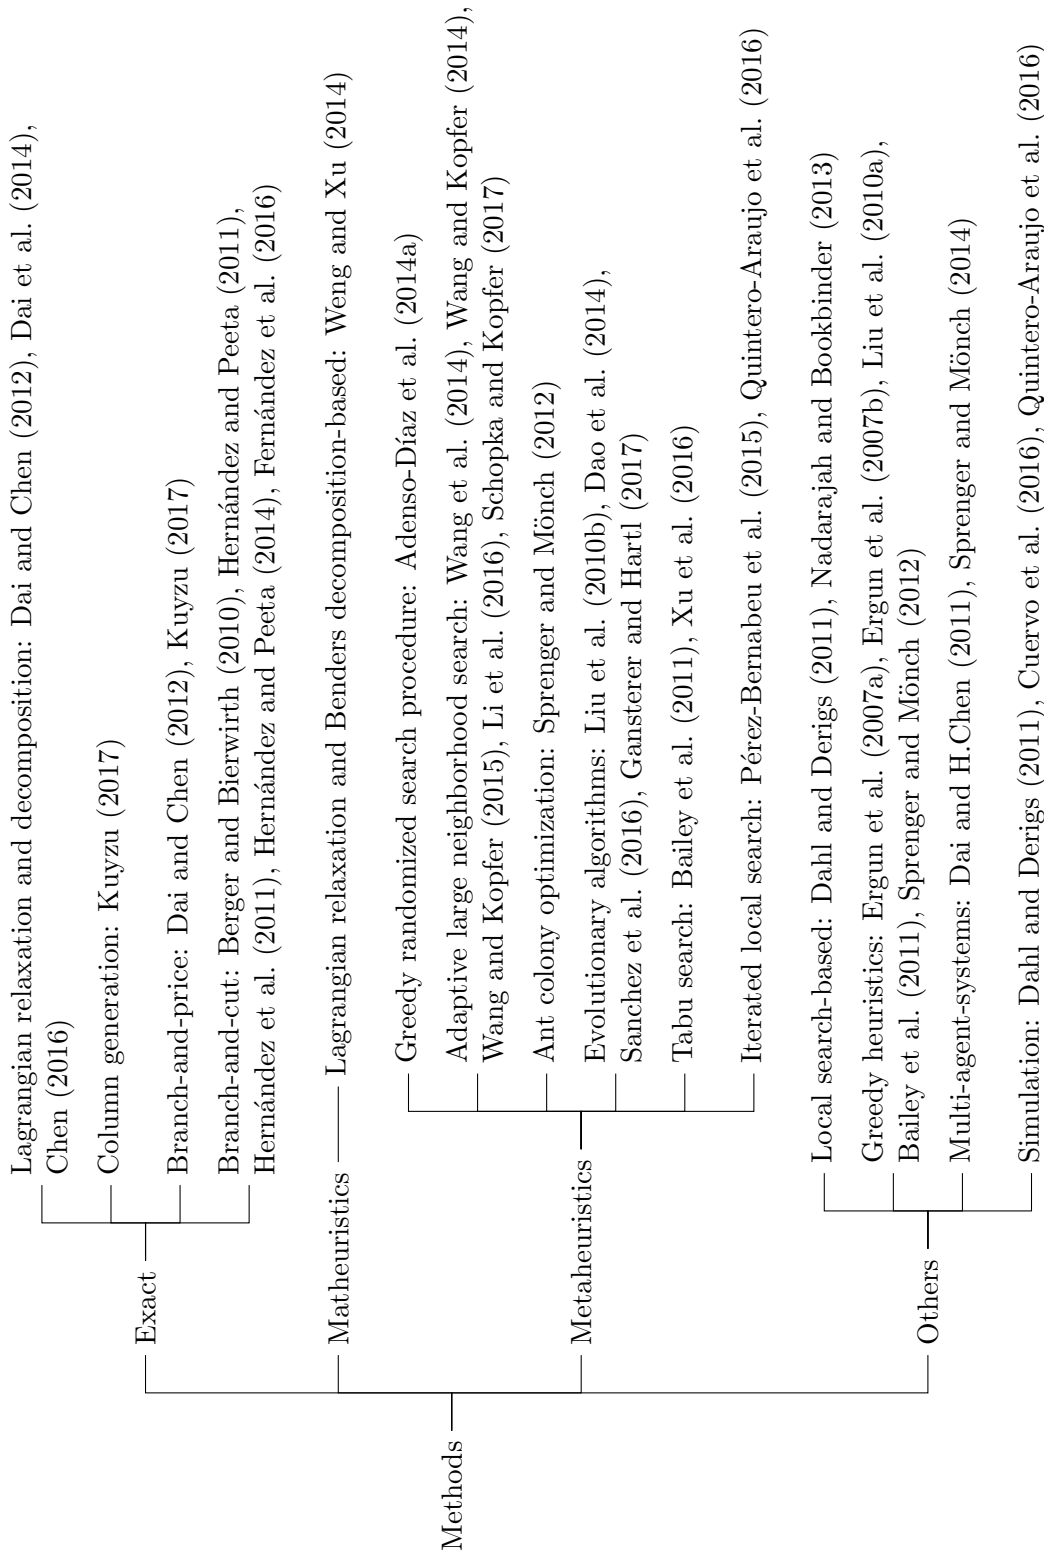 Methods
Exact
Lagrangian relaxation and decomposition: Dai and Chen (2012), Dai et al. (2014),
Chen (2016)
Column generation: Kuyzu (2017)
Branch-and-price: Dai and Chen (2012), Kuyzu (2017)
Branch-and-cut: Berger and Bierwirth (2010), Hernández and Peeta (2011),
Hernández et al. (2011), Hernández and Peeta (2014), Fernández et al. (2016)
Matheuristics
Lagrangian relaxation and Benders decomposition-based: Weng and Xu (2014)
Metaheuristics
Greedy randomized search procedure: Adenso-Díaz et al. (2014a)
Adaptive large neighborhood search: Wang et al. (2014), Wang and Kopfer (2014),
Wang and Kopfer (2015), Li et al. (2016), Schopka and Kopfer (2017)
Ant colony optimization: Sprenger and Mönch (2012)
Evolutionary algorithms: Liu et al. (2010b), Dao et al. (2014),
Sanchez et al. (2016), Gansterer and Hartl (2017)
Tabu search: Bailey et al. (2011), Xu et al. (2016)
Iterated local search: Pérez-Bernabeu et al. (2015), Quintero-Araujo et al. (2016)
Others
Local search-based: Dahl and Derigs (2011), Nadarajah and Bookbinder (2013)
Greedy heuristics: Ergun et al. (2007a), Ergun et al. (2007b), Liu et al. (2010a),
Bailey et al. (2011), Sprenger and Mönch (2012)
Multi-agent-systems: Dai and H.Chen (2011), Sprenger and Mönch (2014)
Simulation: Dahl and Derigs (2011), Cuervo et al. (2016), Quintero-Araujo et al. (2016)